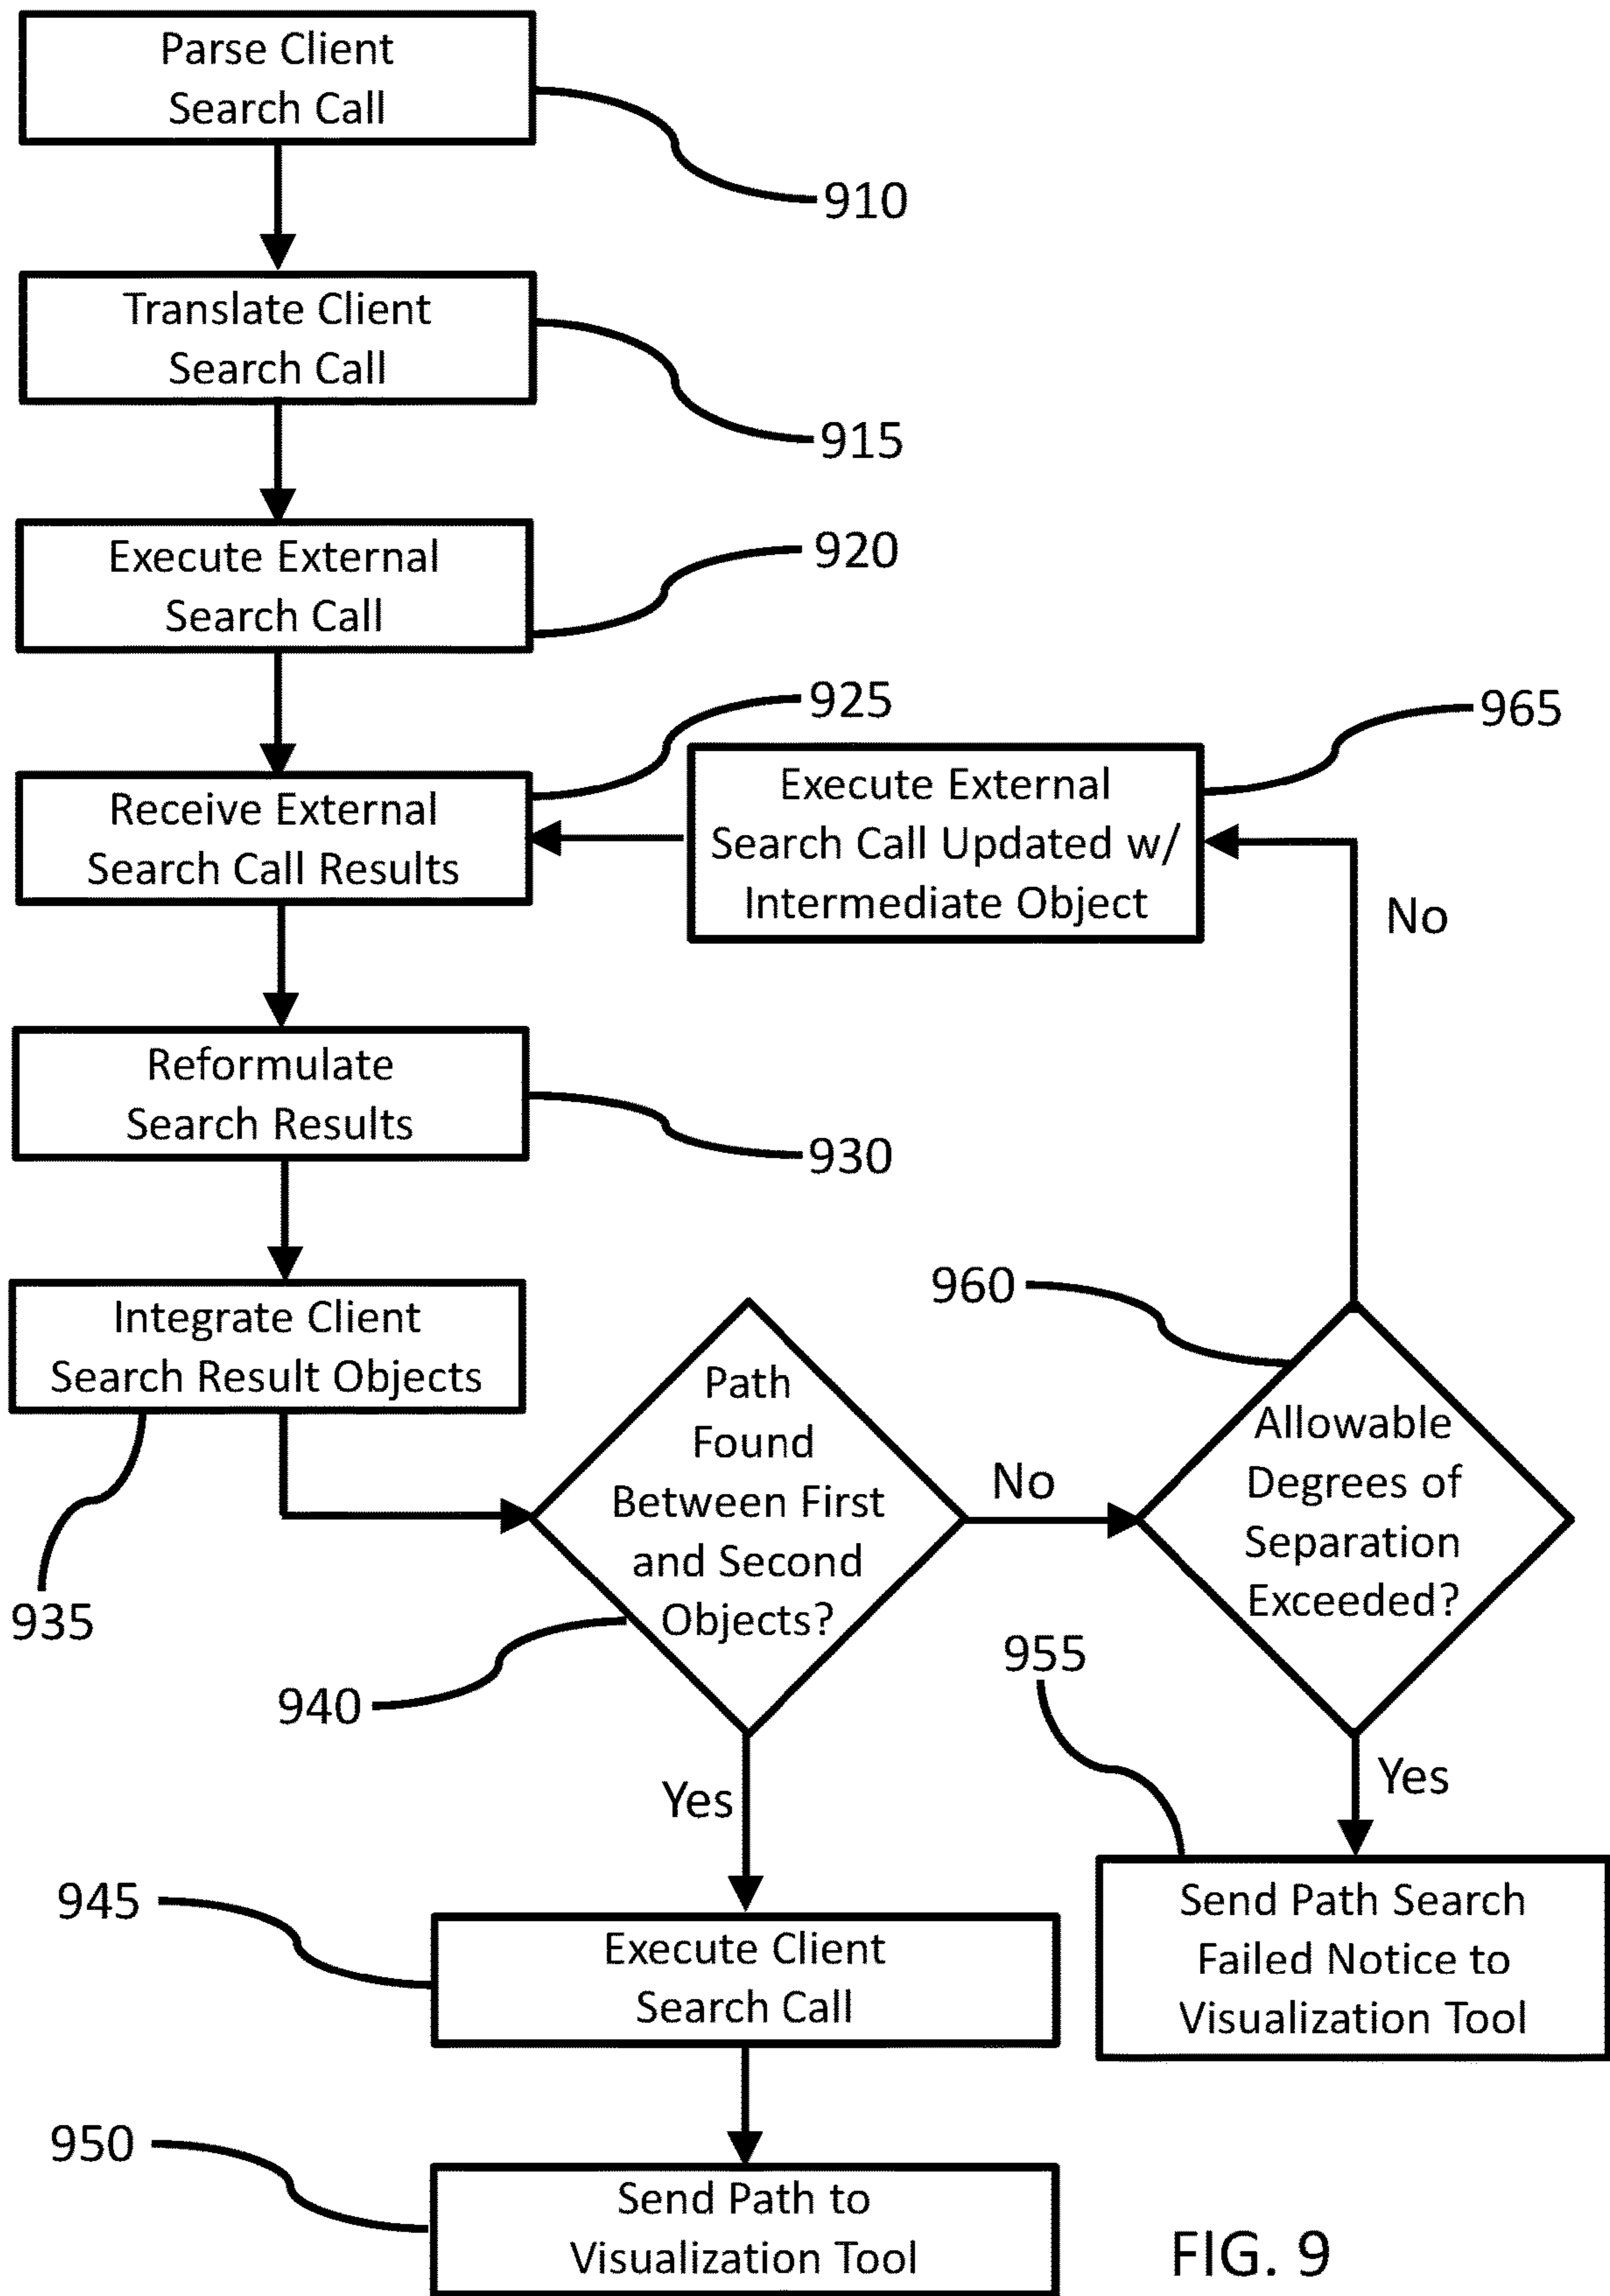 Parse Client
Search Call
910
Translate Client
Search Call
915
Execute External
Search Call
920
Receive External
Search Call Results
925
Execute External
Search Call Updated w/
Intermediate Object
965
No
Reformulate
Search Results
930
Integrate Client
Search Result Objects
935
Path
Found
Between First
and Second
Objects?
940
No
960
Allowable
Degrees of
Separation
Exceeded?
Yes
955
Yes
Send Path Search
Failed Notice to
Visualization Tool
945
Execute Client
Search Call
950
Send Path to
Visualization Tool
FIG. 9